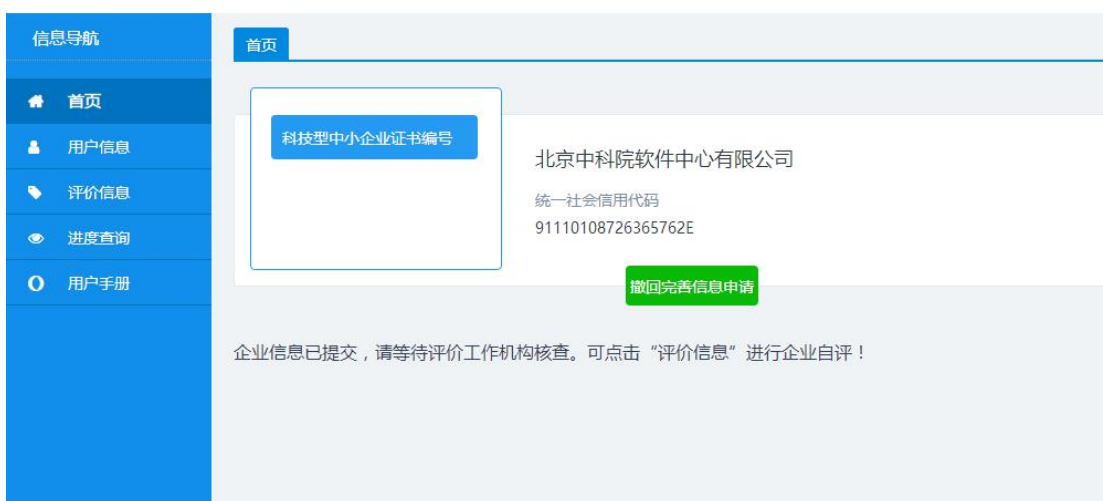 信息导航
首页
首页
用户信息
评价信息
进度查询
用户手册
科技型中小企业证书编号
北京中科院软件中心有限公司
统一社会信用代码
91110108726365762E
撤回完善信息申请
企业信息已提交，请等待评价工作机构核查。可点击“评价信息”进行企业自评！